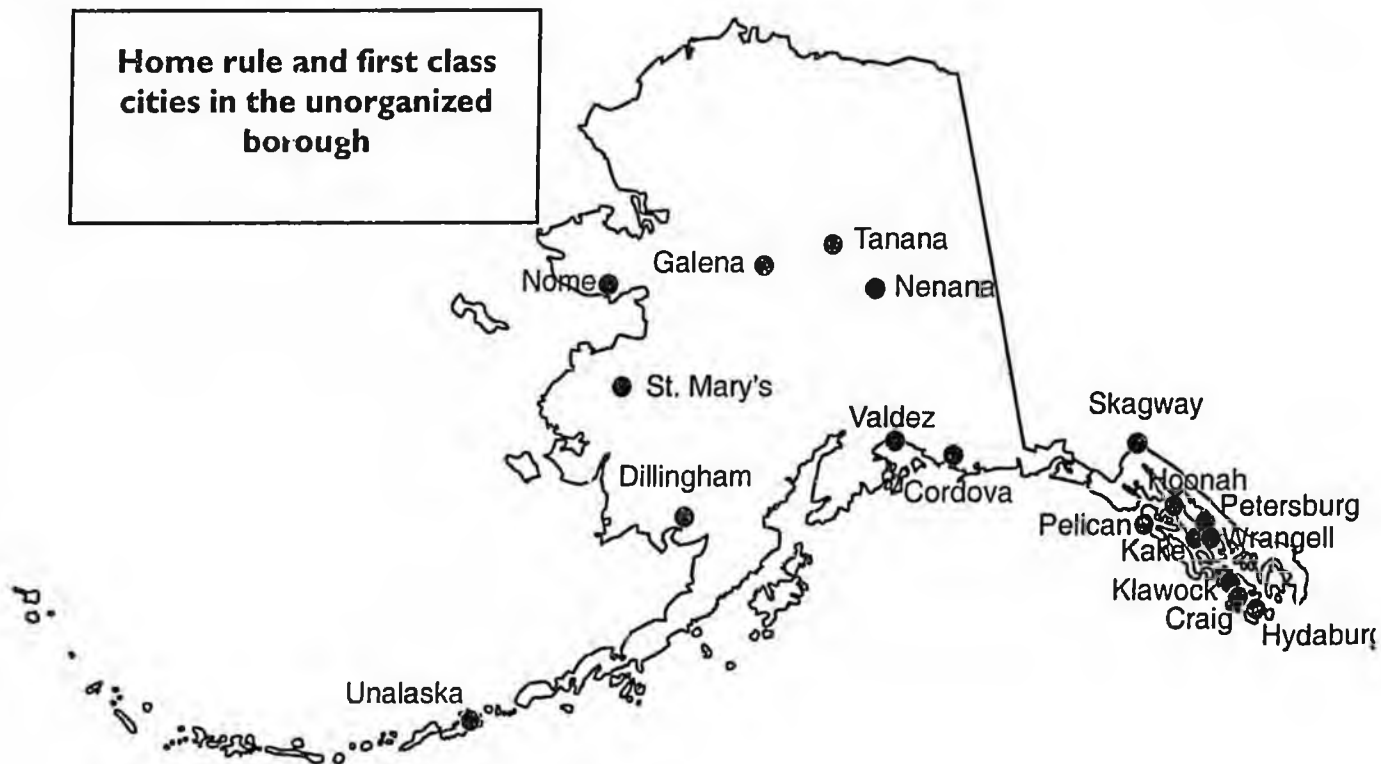 Home rule and first class
cities in the unorganized
borough
Tanana
Galena
Nome
Nenana
St. Mary's
Valdez
Skagway
Dillingham
Cordova
Hoonah
Petersburg
Pelican
Kake
Wrangell
Klawock
Craig
Hydaburg
Unalaska